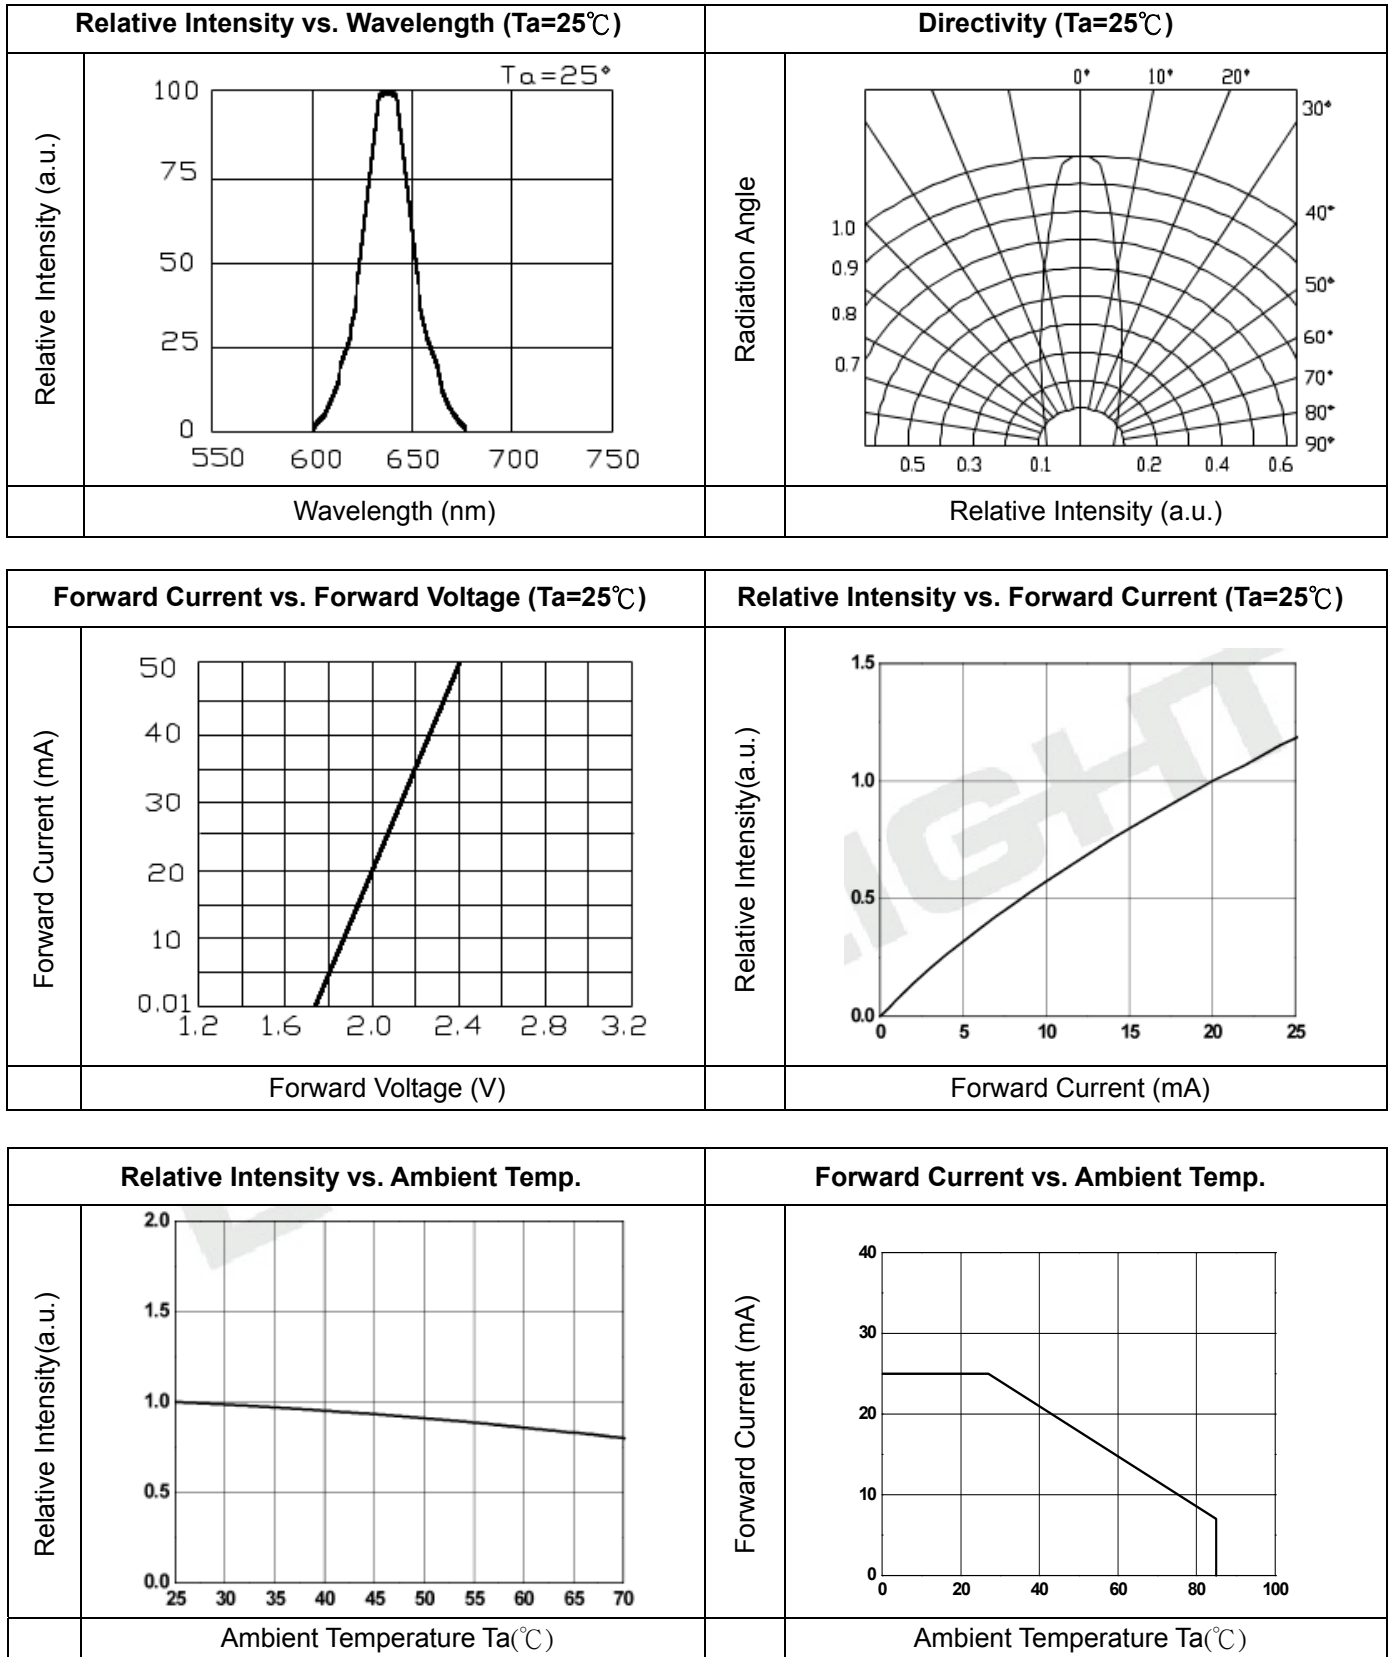 Relative Intensity vs. Wavelength (Ta=25℃)
Directivity (Ta=25℃)
Relative Intensity (a.u.)
Ta=25°
100
75
50
25
0
550 600 650 700 750
Wavelength (nm)
Radiation Angle
0° 10° 20°
30°
40°
50°
60°
70°
80°
90°
1.0
0.9
0.8
0.7
0.5 0.3 0.1 0.2 0.4 0.6
Relative Intensity (a.u.)
Forward Current vs. Forward Voltage (Ta=25℃)
Relative Intensity vs. Forward Current (Ta=25℃)
Forward Current (mA)
50
40
30
20
10
0.01
1.2 1.6 2.0 2.4 2.8 3.2
Forward Voltage (V)
Relative Intensity(a.u.)
1.5
1.0
0.5
0.0
0 5 10 15 20 25
Forward Current (mA)
Relative Intensity vs. Ambient Temp.
Forward Current vs. Ambient Temp.
Relative Intensity(a.u.)
2.0
1.5
1.0
0.5
0.0
25 30 35 40 45 50 55 60 65 70
Ambient Temperature Ta(℃)
Forward Current (mA)
40
30
20
10
0
0 20 40 60 80 100
Ambient Temperature Ta(℃)